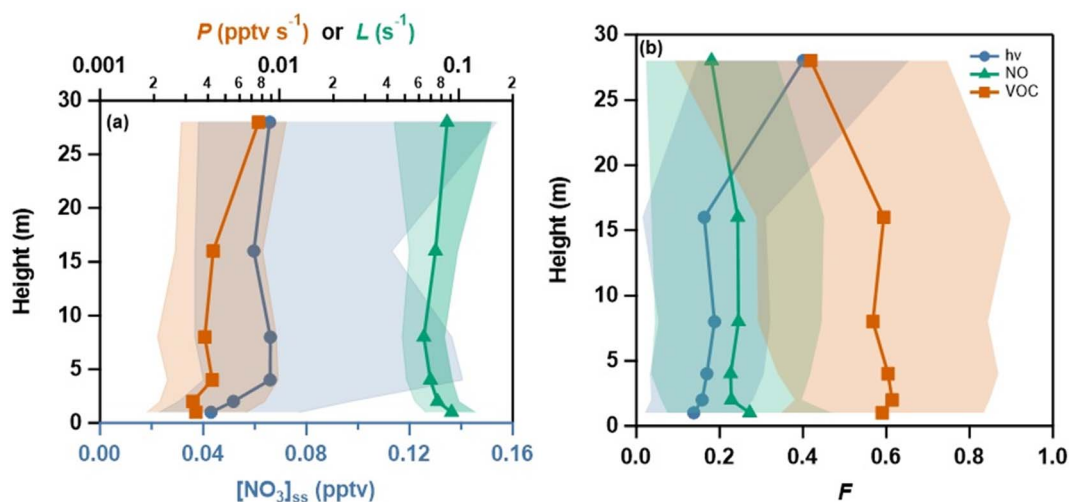 P (pptv s⁻¹) or L (s⁻¹)
0.001 2 4 6 8 0.01 2 4 6 8 0.1 2
(a)
30
25
20
15
10
5
0
Height (m)
0.00 0.04 0.08 0.12 0.16
[NO₃]ₛₛ (pptv)
(b)
hv
NO
VOC
30
25
20
15
10
5
0
Height (m)
0.0 0.2 0.4 0.6 0.8 1.0
F